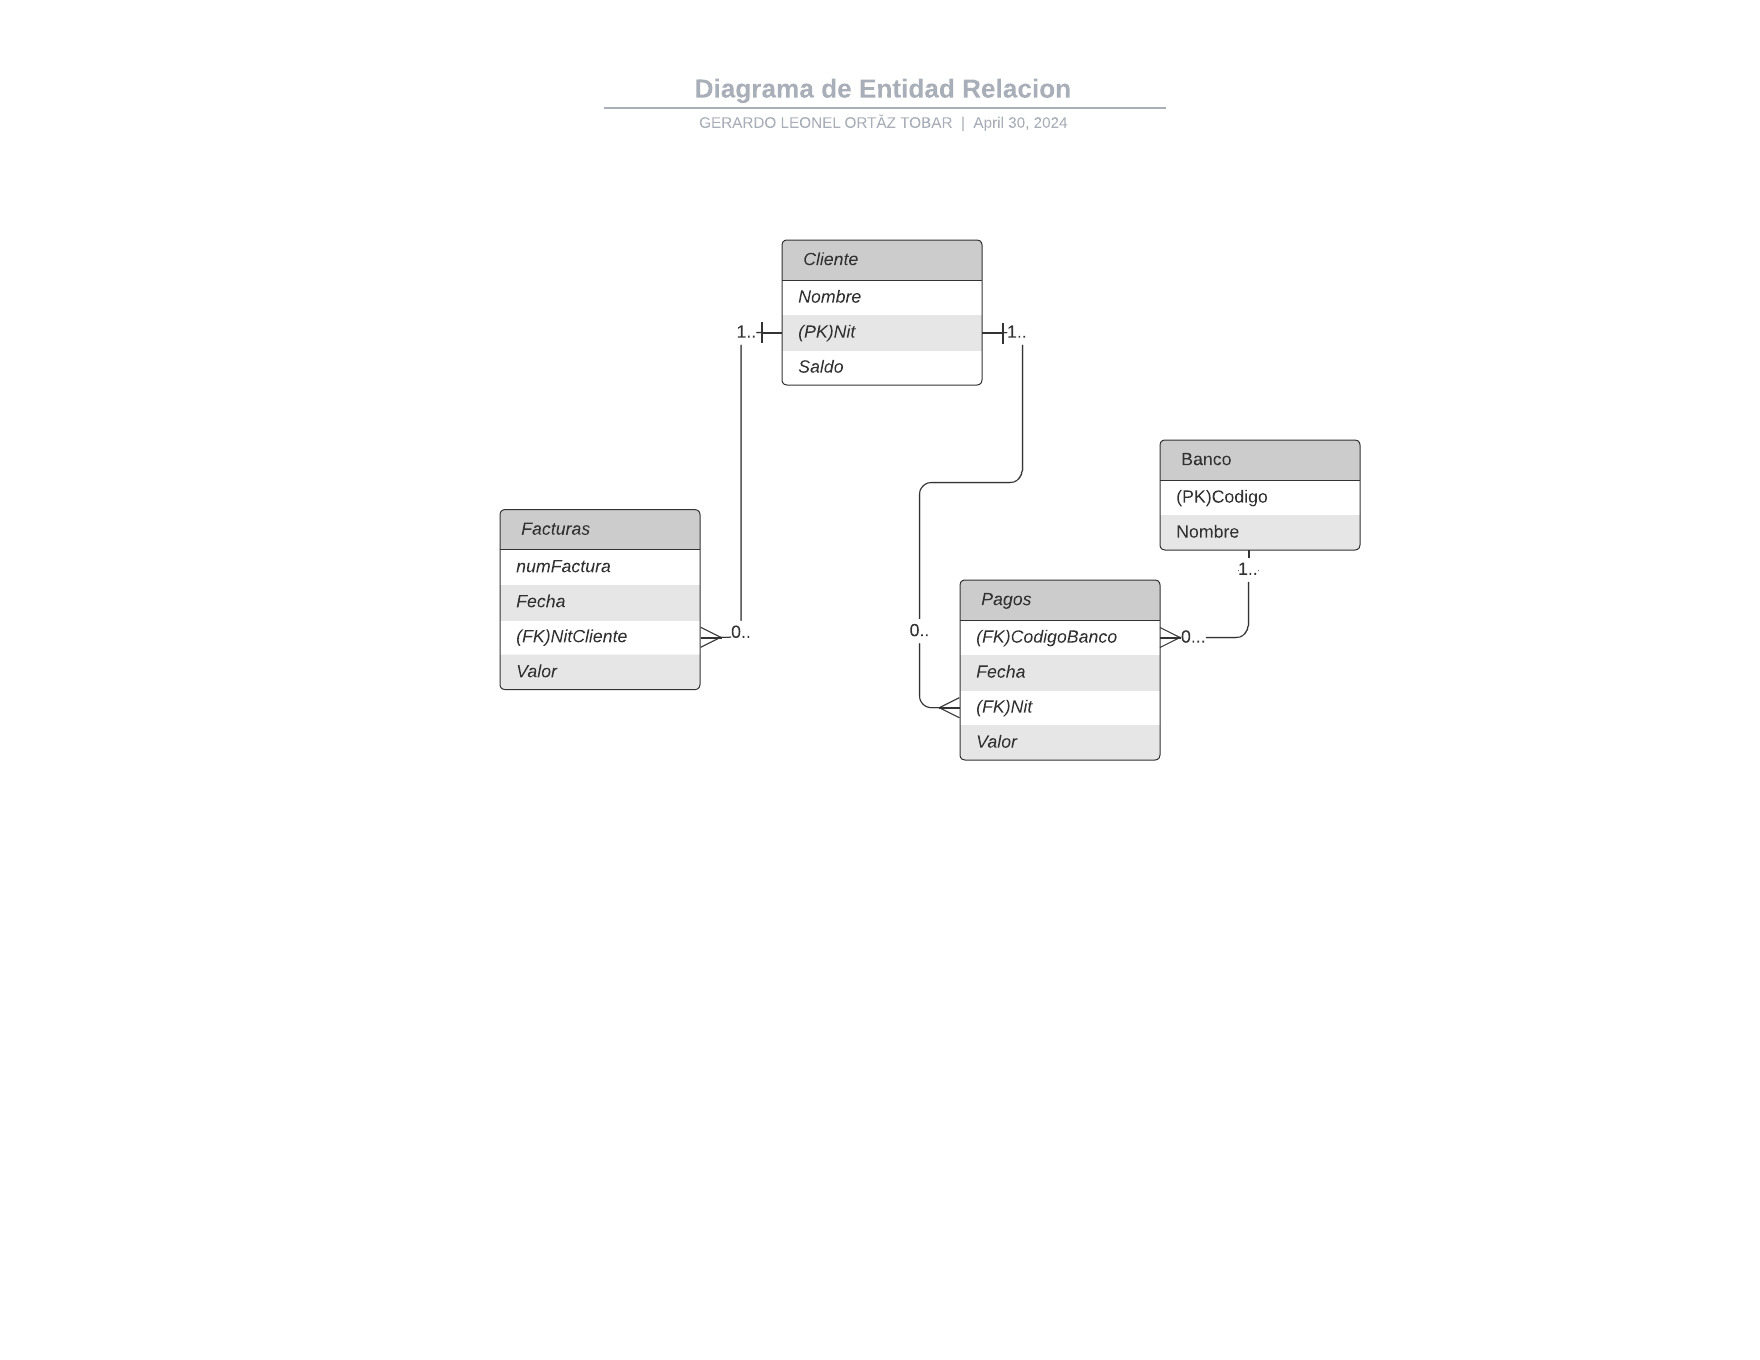 Diagrama de Entidad Relacion
GERARDO LEONEL ORTÃZ TOBAR | April 30, 2024
Cliente
Nombre
(PK)Nit
Saldo
1..
1..
Banco
(PK)Codigo
Nombre
1..
Facturas
numFactura
Fecha
(FK)NitCliente
Valor
0..
0..
Pagos
(FK)CodigoBanco
Fecha
(FK)Nit
Valor
0...